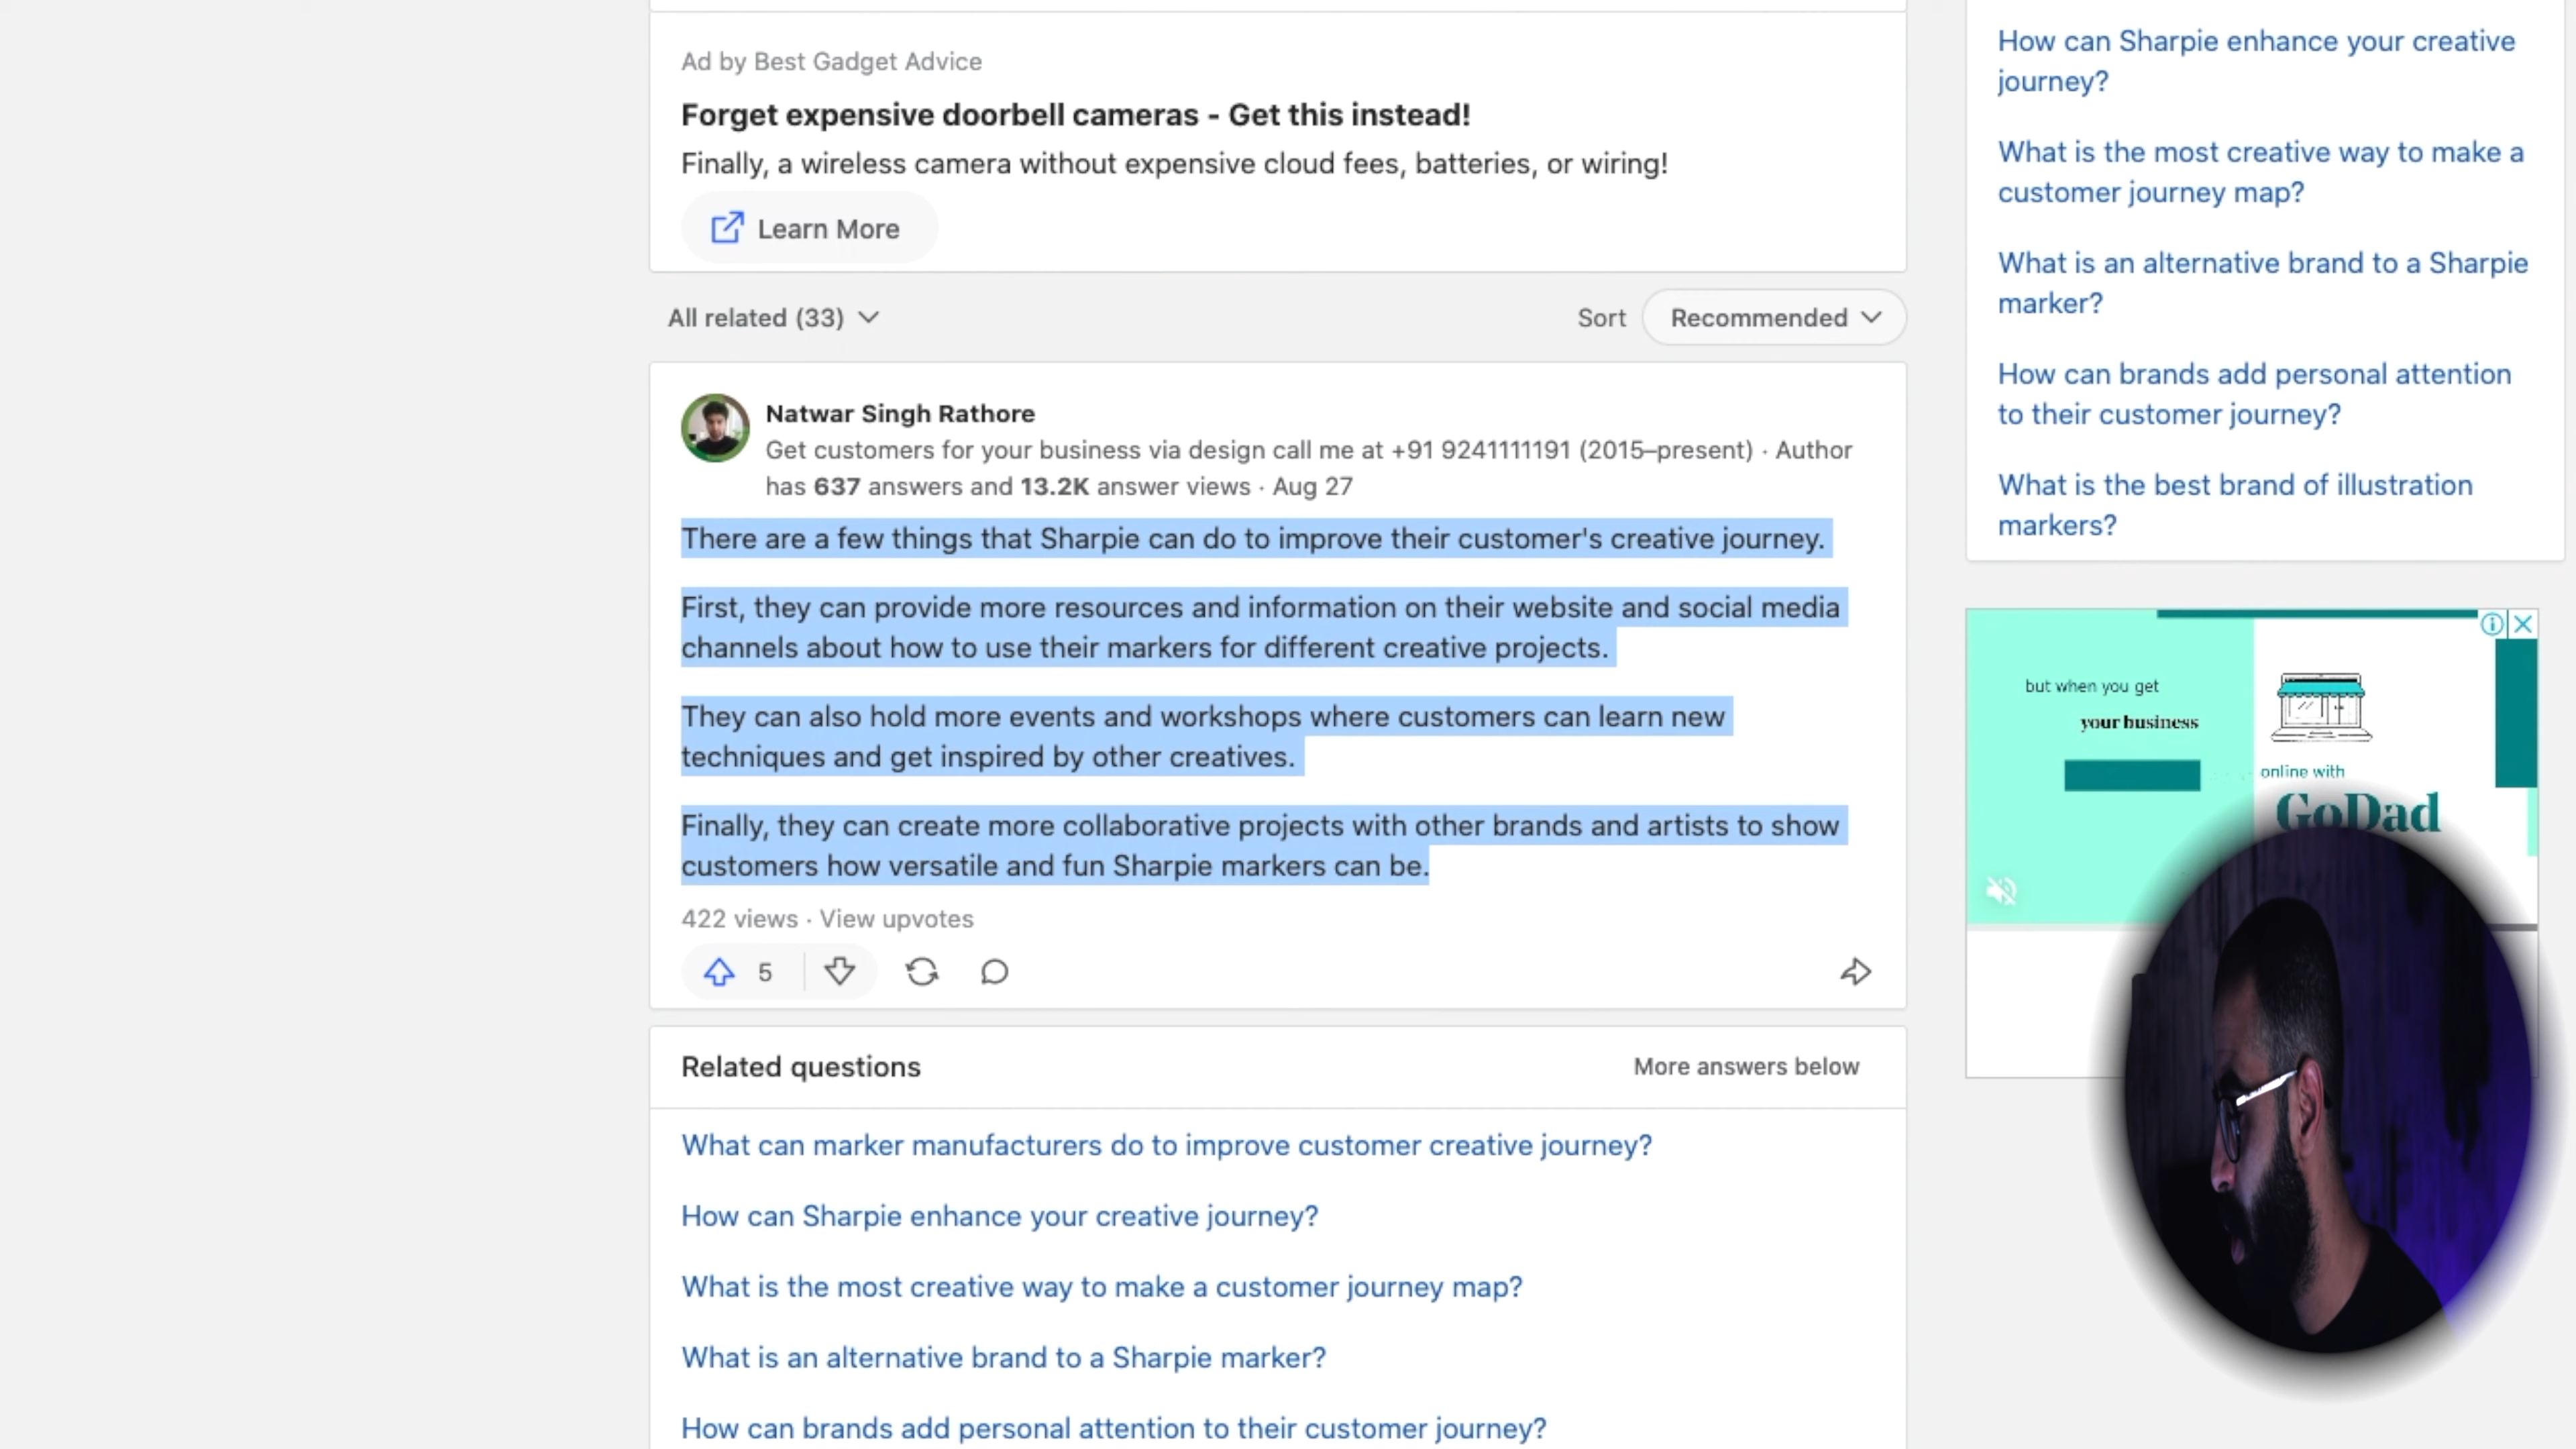 Ad by Best Gadget Advice
Forget expensive doorbell cameras - Get this instead!
Finally, a wireless camera without expensive cloud fees, batteries, or wiring!
Learn More
All related (33)
Sort
Recommended
Natwar Singh Rathore
Get customers for your business via design call me at +91 9241111191 (2015–present) · Author
has 637 answers and 13.2K answer views · Aug 27
There are a few things that Sharpie can do to improve their customer's creative journey.
First, they can provide more resources and information on their website and social media
channels about how to use their markers for different creative projects.
They can also hold more events and workshops where customers can learn new
techniques and get inspired by other creatives.
Finally, they can create more collaborative projects with other brands and artists to show
customers how versatile and fun Sharpie markers can be.
422 views · View upvotes
5
Related questions
More answers below
What can marker manufacturers do to improve customer creative journey?
How can Sharpie enhance your creative journey?
What is the most creative way to make a customer journey map?
What is an alternative brand to a Sharpie marker?
How can brands add personal attention to their customer journey?
How can Sharpie enhance your creative
journey?
What is the most creative way to make a
customer journey map?
What is an alternative brand to a Sharpie
marker?
How can brands add personal attention
to their customer journey?
What is the best brand of illustration
markers?
but when you get
your business
online with
GoDad